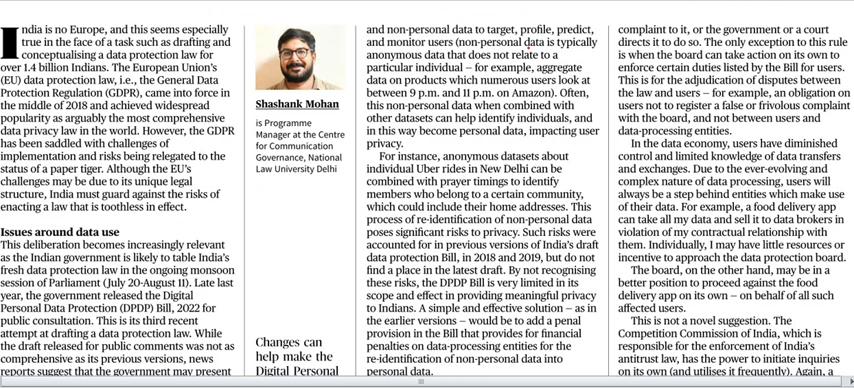 India is no Europe, and this seems especially
true in the face of a task such as drafting and
conceptualising a data protection law for
over 1.4 billion Indians. The European Union's
(EU) data protection law, i.e., the General Data
Protection Regulation (GDPR), came into force in
the middle of 2018 and achieved widespread
popularity as arguably the most comprehensive
data privacy law in the world. However, the GDPR
has been saddled with challenges of
implementation and risks being relegated to the
status of a paper tiger. Although the EU's
challenges may be due to its unique legal
structure, India must guard against the risks of
enacting a law that is toothless in effect.
Issues around data use
This deliberation becomes increasingly relevant
as the Indian government is likely to table India's
fresh data protection law in the ongoing monsoon
session of Parliament (July 20-August 11). Late last
year, the government released the Digital
Personal Data Protection (DPDP) Bill, 2022 for
public consultation. This is its third recent
attempt at drafting a data protection law. While
the draft released for public comments was not as
comprehensive as its previous versions, news
reports suggest that the government may present
Shashank Mohan
is Programme
Manager at the Centre
for Communication
Governance, National
Law University Delhi
Changes can
help make the
Digital Personal
and non-personal data to target, profile, predict,
and monitor users (non-personal data is typically
anonymous data that does not relate to a
particular individual — for example, aggregate
data on products which numerous users look at
between 9 p.m. and 11 p.m. on Amazon). Often,
this non-personal data when combined with
other datasets can help identify individuals, and
in this way become personal data, impacting user
privacy.
For instance, anonymous datasets about
individual Uber rides in New Delhi can be
combined with prayer timings to identify
members who belong to a certain community,
which could include their home addresses. This
process of re-identification of non-personal data
poses significant risks to privacy. Such risks were
accounted for in previous versions of India's draft
data protection Bill, in 2018 and 2019, but do not
find a place in the latest draft. By not recognising
these risks, the DPDP Bill is very limited in its
scope and effect in providing meaningful privacy
to Indians. A simple and effective solution — as in
the earlier versions — would be to add a penal
provision in the Bill that provides for financial
penalties on data-processing entities for the
re-identification of non-personal data into
personal data.
complaint to it, or the government or a court
directs it to do so. The only exception to this rule
is when the board can take action on its own to
enforce certain duties listed by the Bill for users.
This is for the adjudication of disputes between
the law and users — for example, an obligation on
users not to register a false or frivolous complaint
with the board, and not between users and
data-processing entities.
In the data economy, users have diminished
control and limited knowledge of data transfers
and exchanges. Due to the ever-evolving and
complex nature of data processing, users will
always be a step behind entities which make use
of their data. For example, a food delivery app
can take all my data and sell it to data brokers in
violation of my contractual relationship with
them. Individually, I may have little resources or
incentive to approach the data protection board.
The board, on the other hand, may be in a
better position to proceed against the food
delivery app on its own — on behalf of all such
affected users.
This is not a novel suggestion. The
Competition Commission of India, which is
responsible for the enforcement of India's
antitrust law, has the power to initiate inquiries
on its own (and utilises it frequently). Again, a